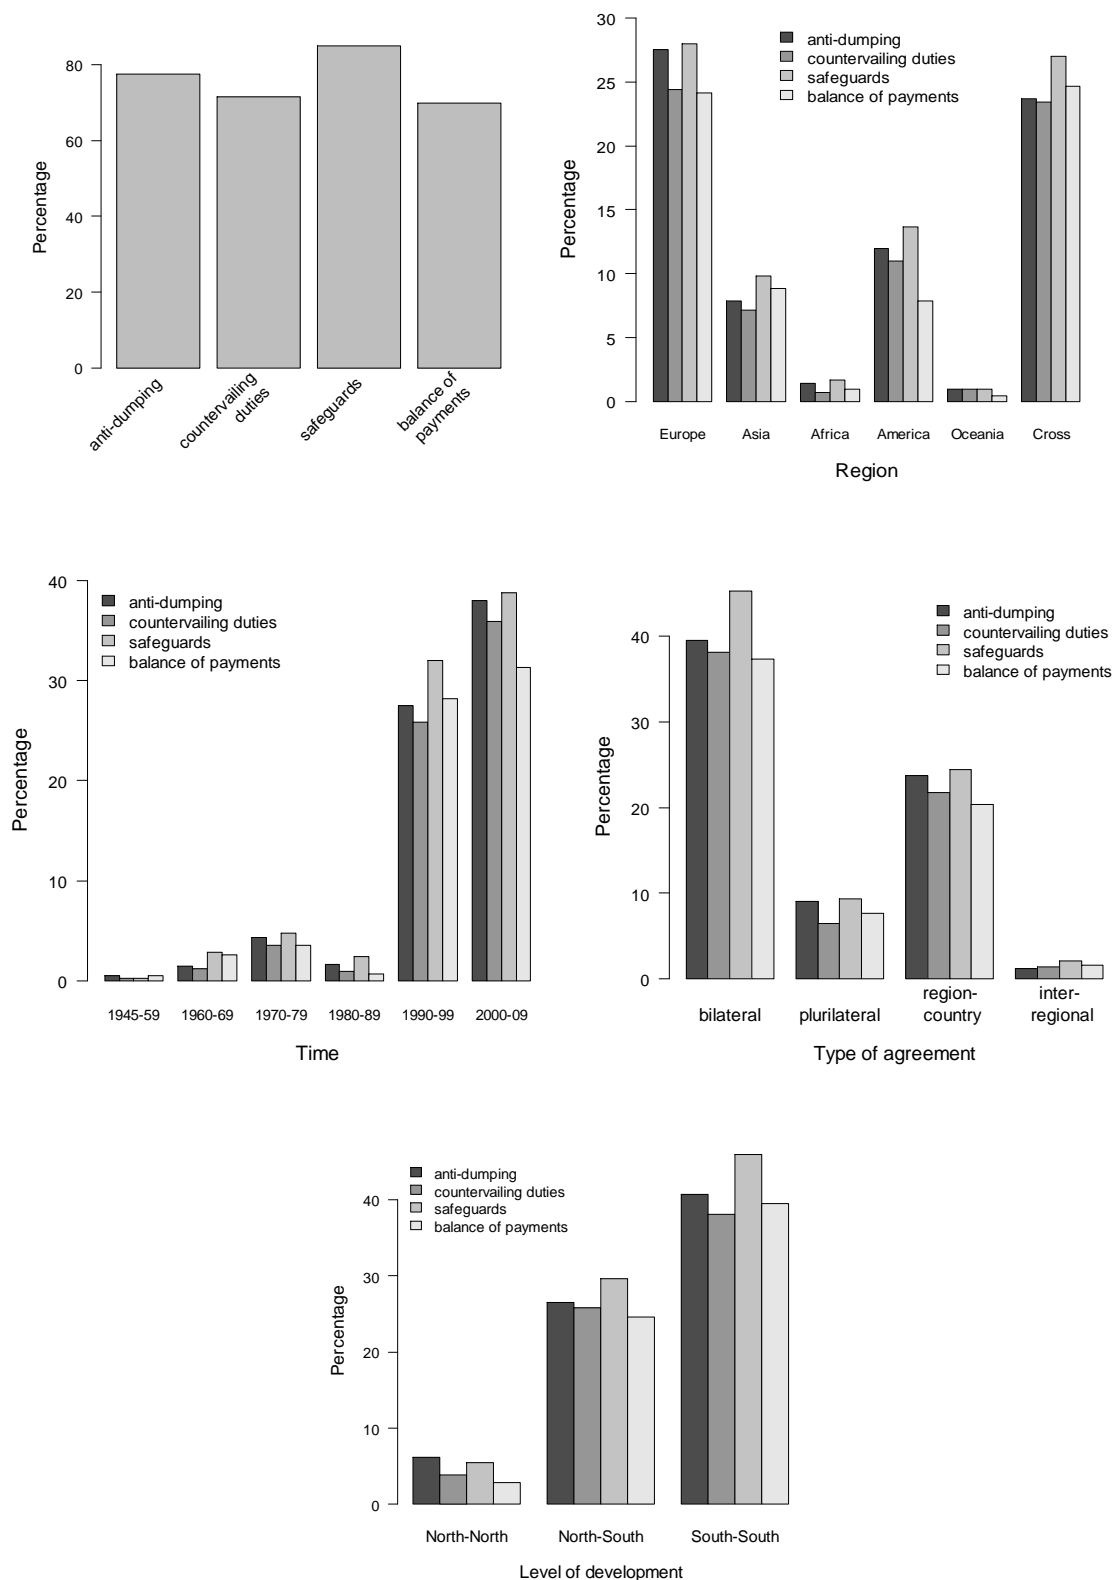 Percentage
80
60
40
20
0
anti-dumping
countervailing
duties
safeguards
balance of
payments
Percentage
30
25
20
15
10
5
0
anti-dumping
countervailing duties
safeguards
balance of payments
Europe Asia Africa America Oceania Cross
Region
Percentage
40
30
20
10
0
anti-dumping
countervailing duties
safeguards
balance of payments
1945-59 1960-69 1970-79 1980-89 1990-99 2000-09
Time
Percentage
40
30
20
10
0
anti-dumping
countervailing duties
safeguards
balance of payments
bilateral plurilateral region-country inter-regional
Type of agreement
Percentage
40
30
20
10
0
anti-dumping
countervailing duties
safeguards
balance of payments
North-North North-South South-South
Level of development